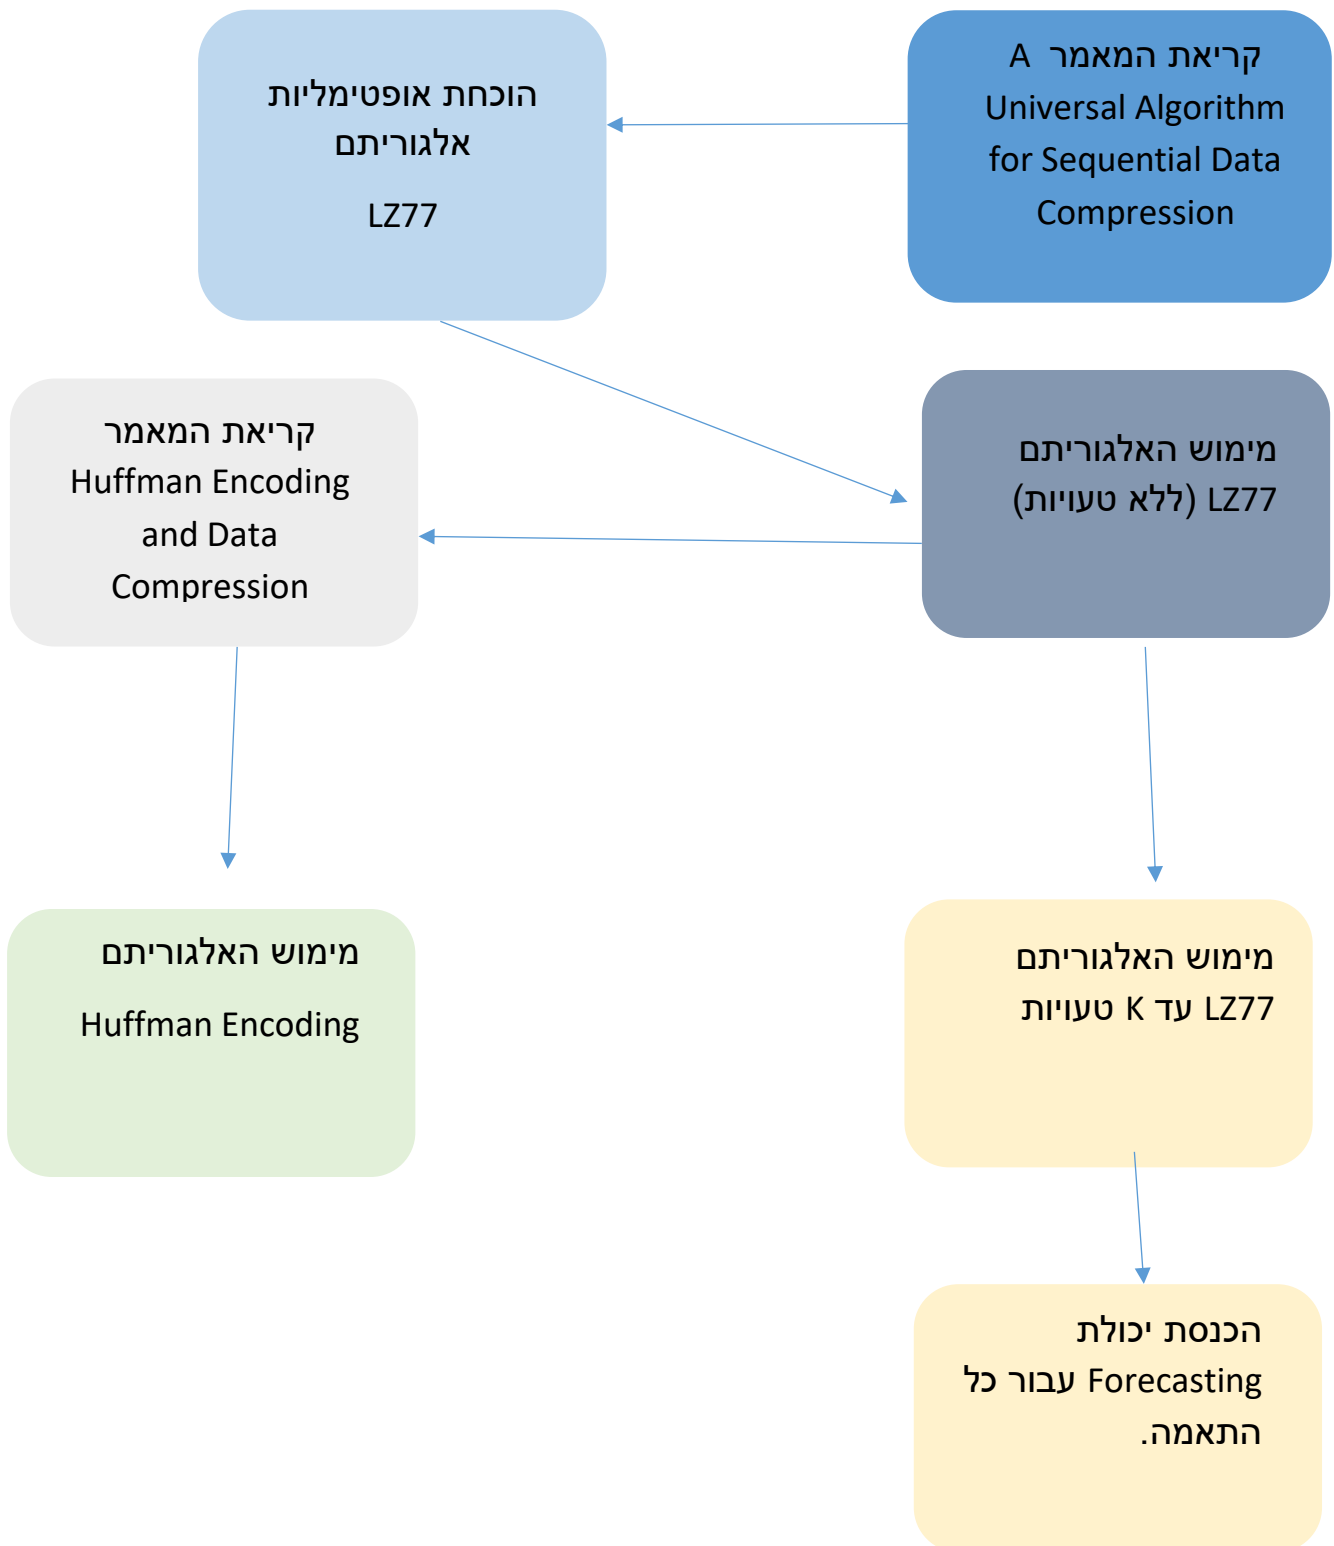 קריאת המאמר A
Universal Algorithm
for Sequential Data
Compression
הוכחת אופטימליות
אלגוריתם
LZ77
מימוש האלגוריתם
LZ77 (ללא טעויות)
קריאת המאמר
Huffman Encoding
and Data
Compression
מימוש האלגוריתם
LZ77 עד K טעויות
מימוש האלגוריתם
Huffman Encoding
הכנסת יכולת
Forecasting עבור כל
התאמה.